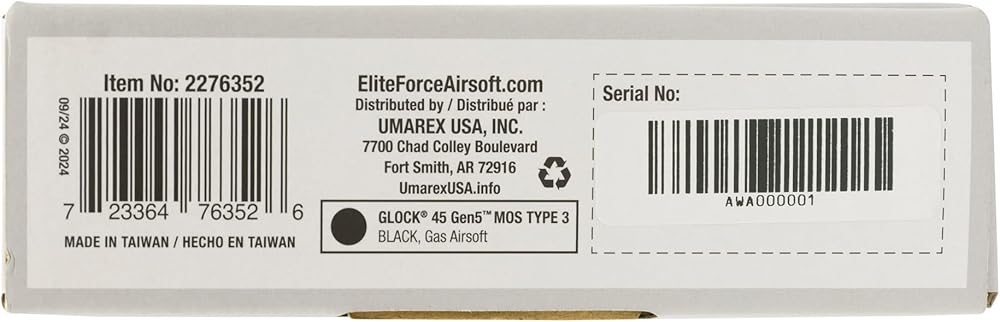 Item No: 2276352
09/24 © 2024
7 23364 76352 6
MADE IN TAIWAN / HECHO EN TAIWAN
EliteForceAirsoft.com
Distributed by / Distribué par :
UMAREX USA, INC.
7700 Chad Colley Boulevard
Fort Smith, AR 72916
UmarexUSA.info
GLOCK® 45 Gen5™ MOS TYPE 3
BLACK, Gas Airsoft
Serial No:
AWA000001